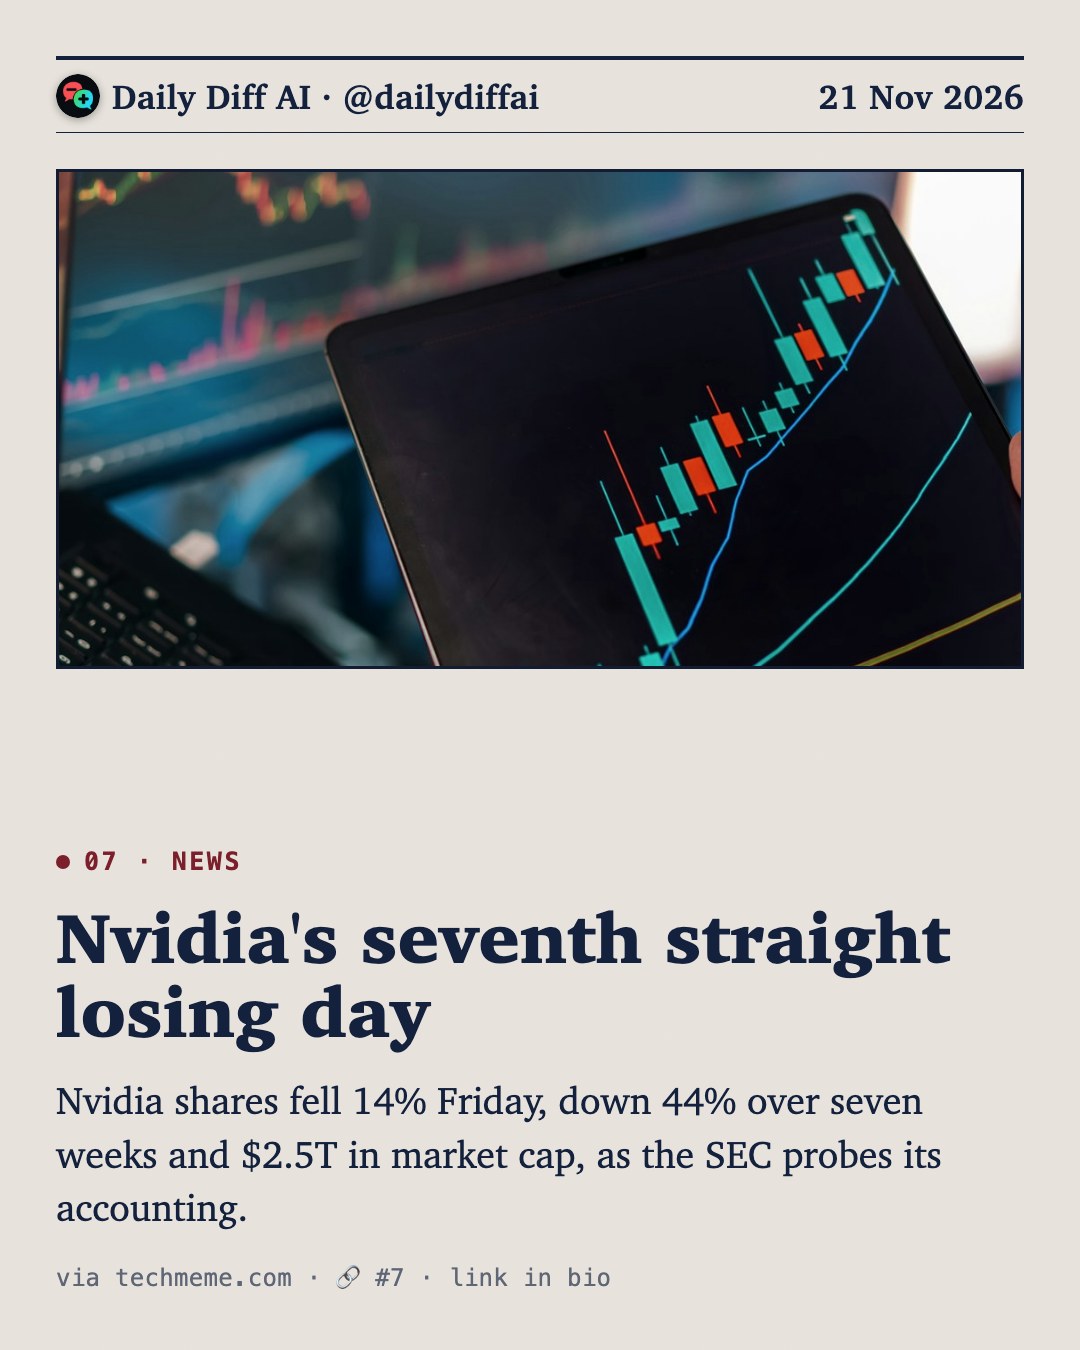 Daily Diff AI · @dailydiffai
21 Nov 2026
07 · NEWS
Nvidia's seventh straight
losing day
Nvidia shares fell 14% Friday, down 44% over seven
weeks and $2.5T in market cap, as the SEC probes its
accounting.
via techmeme.com · 🔗 #7 · link in bio